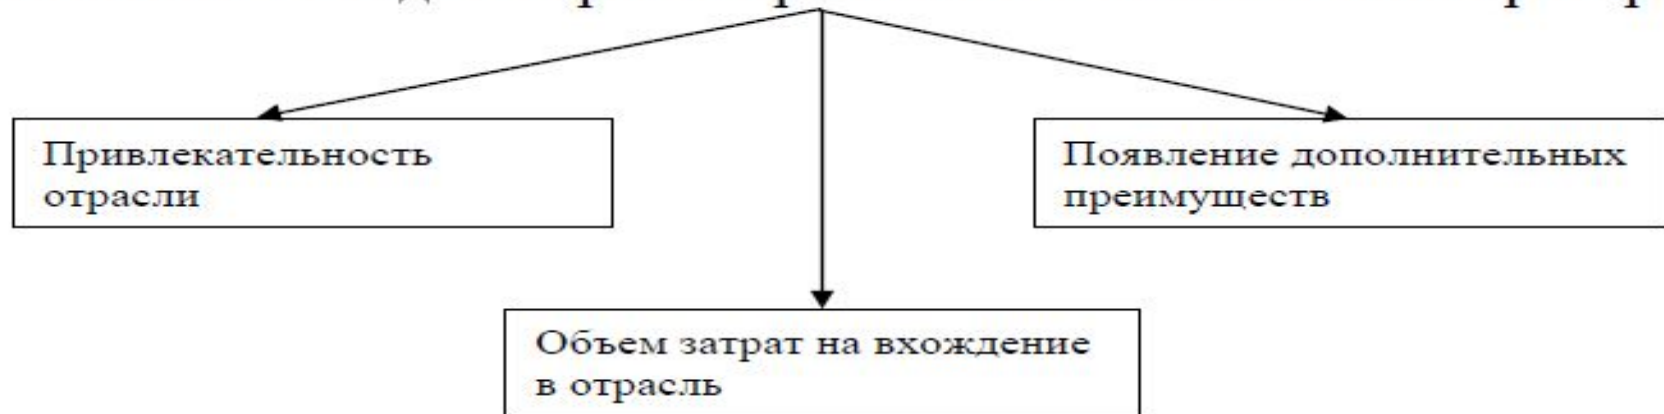 Привлекательность
отрасли
Появление дополнительных
преимуществ
Объем затрат на вхождение
в отрасль